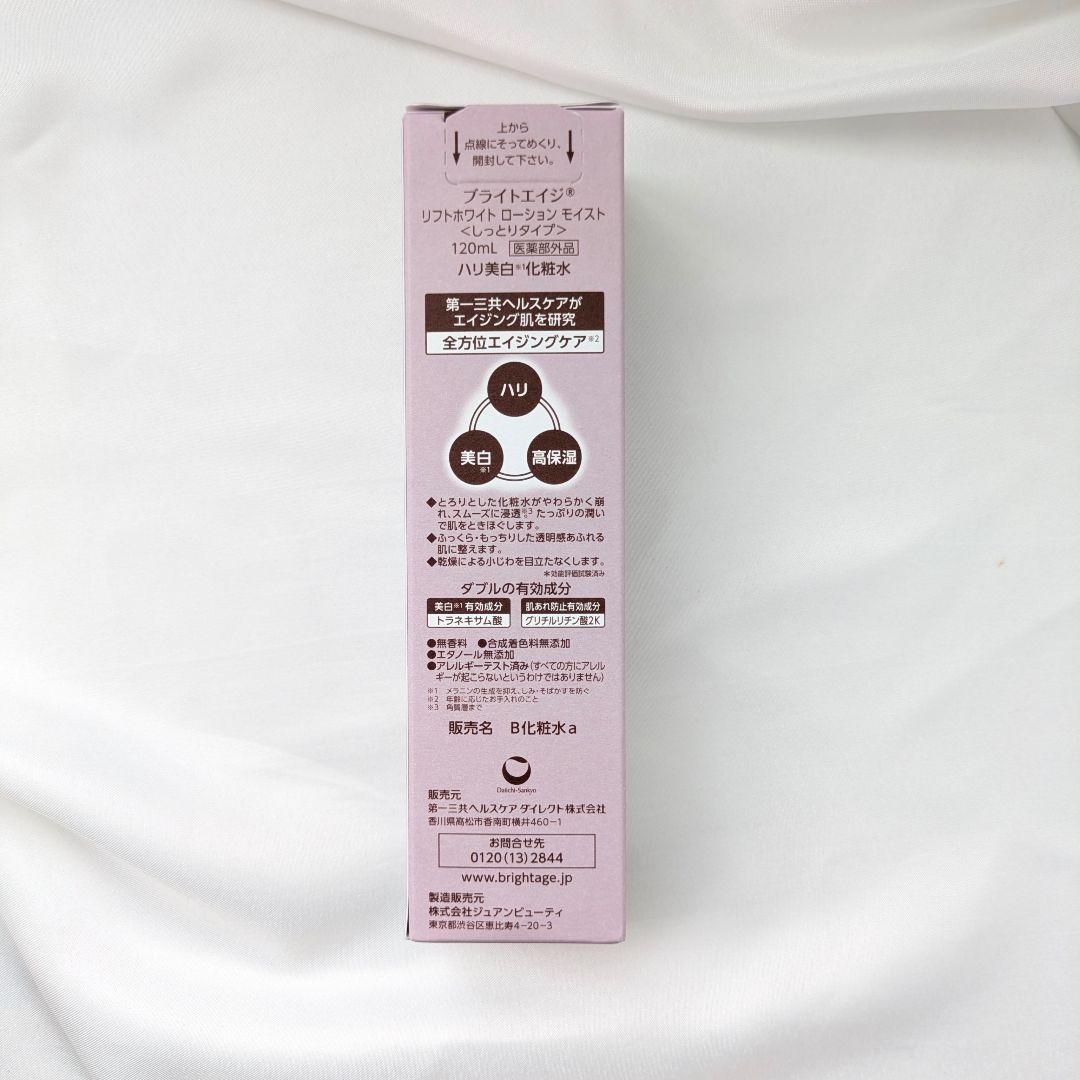 上から
点線にそってめくり、
開封して下さい。
ブライトエイジ®
リフトホワイト ローション モイスト
<しっとりタイプ>
120mL 医薬部外品
ハリ美白※1化粧水
第一三共ヘルスケアが
エイジング肌を研究
全方位エイジングケア※2
ハリ
美白※1
高保湿
◆とろりとした化粧水がやわらかく崩
れ、スムーズに浸透※3。たっぷりの潤い
で肌をときほぐします。
◆ふっくら・もっちりした透明感あふれる
肌に整えます。
◆乾燥による小じわを目立たなくします。
＊効能評価試験済み
ダブルの有効成分
美白※1有効成分
トラネキサム酸
肌あれ防止有効成分
グリチルリチン酸2K
●無香料 ●合成着色料無添加
●エタノール無添加
●アレルギーテスト済み(すべての方にアレル
ギーが起こらないというわけではありません)
※1 メラニンの生成を抑え、しみ・そばかすを防ぐ
※2 年齢に応じたお手入れのこと
※3 角質層まで
販売名 B化粧水a
Daiichi-Sankyo
販売元
第一三共ヘルスケア ダイレクト株式会社
香川県高松市香南町横井460−1
お問合せ先
0120(13)2844
www.brightage.jp
製造販売元
株式会社ジュアンビューティ
東京都渋谷区恵比寿4−20−3